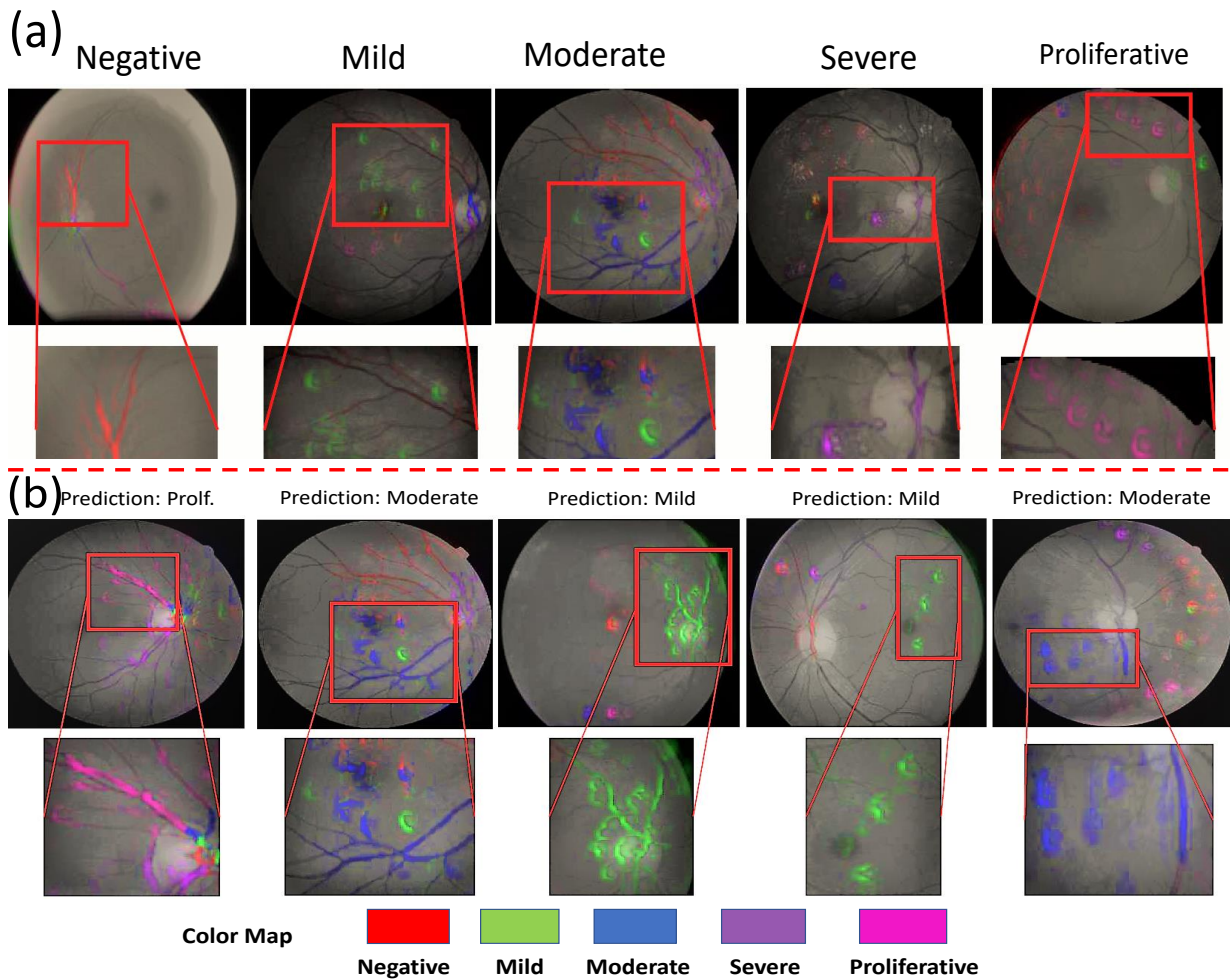 (a)
Negative Mild Moderate Severe Proliferative
(b)
Prediction: Prolf. Prediction: Moderate Prediction: Mild Prediction: Mild Prediction: Moderate
Color Map
Negative Mild Moderate Severe Proliferative